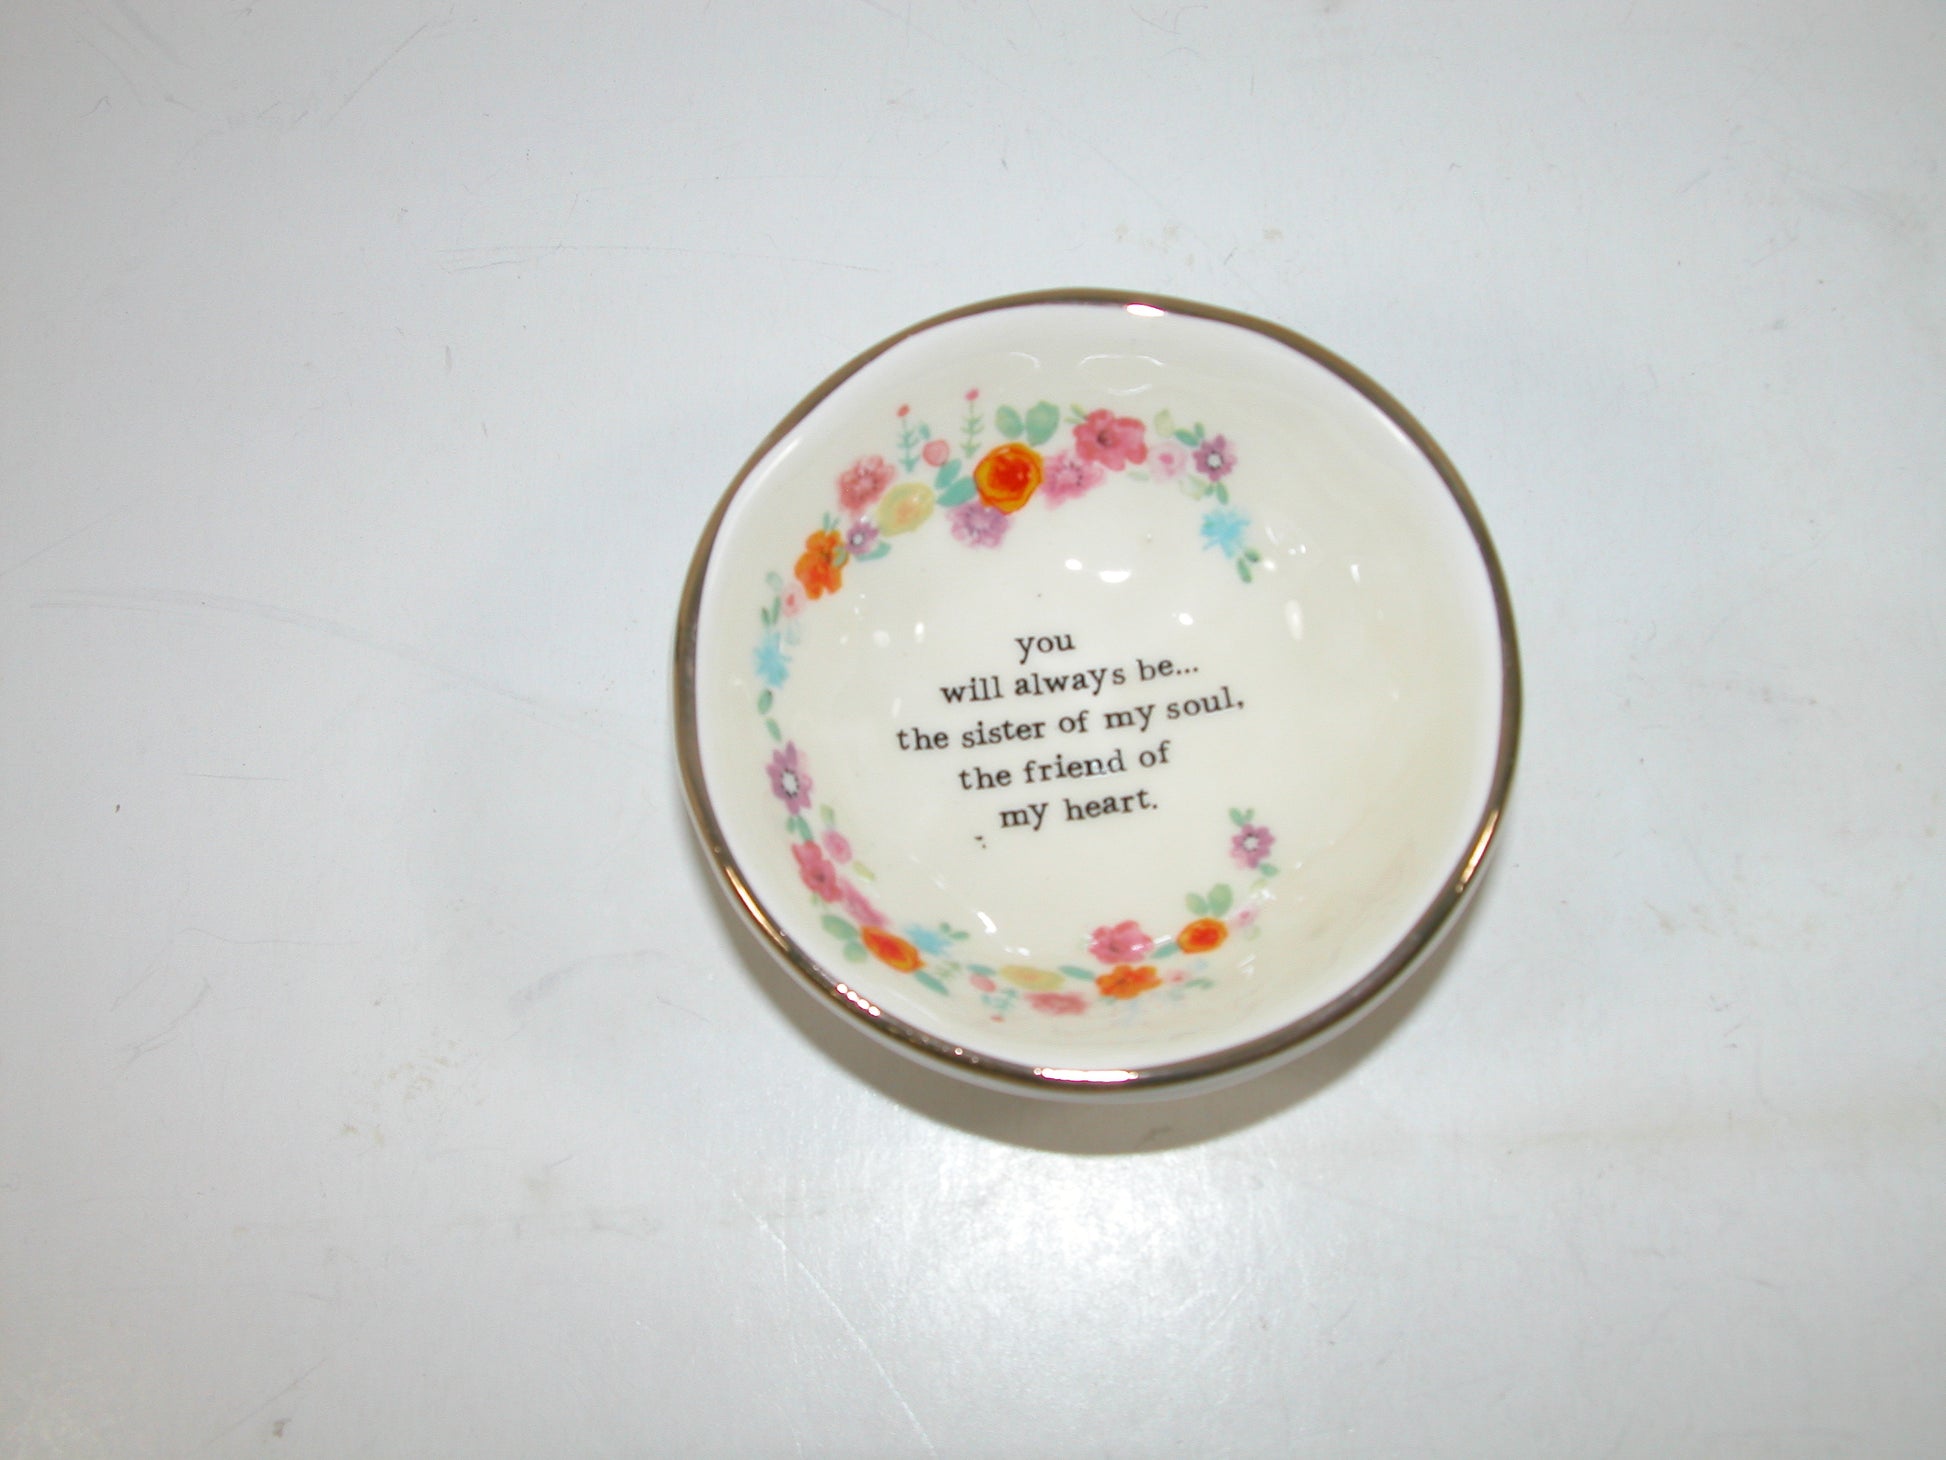 you
will always be...
the sister of my soul,
the friend of
my heart.